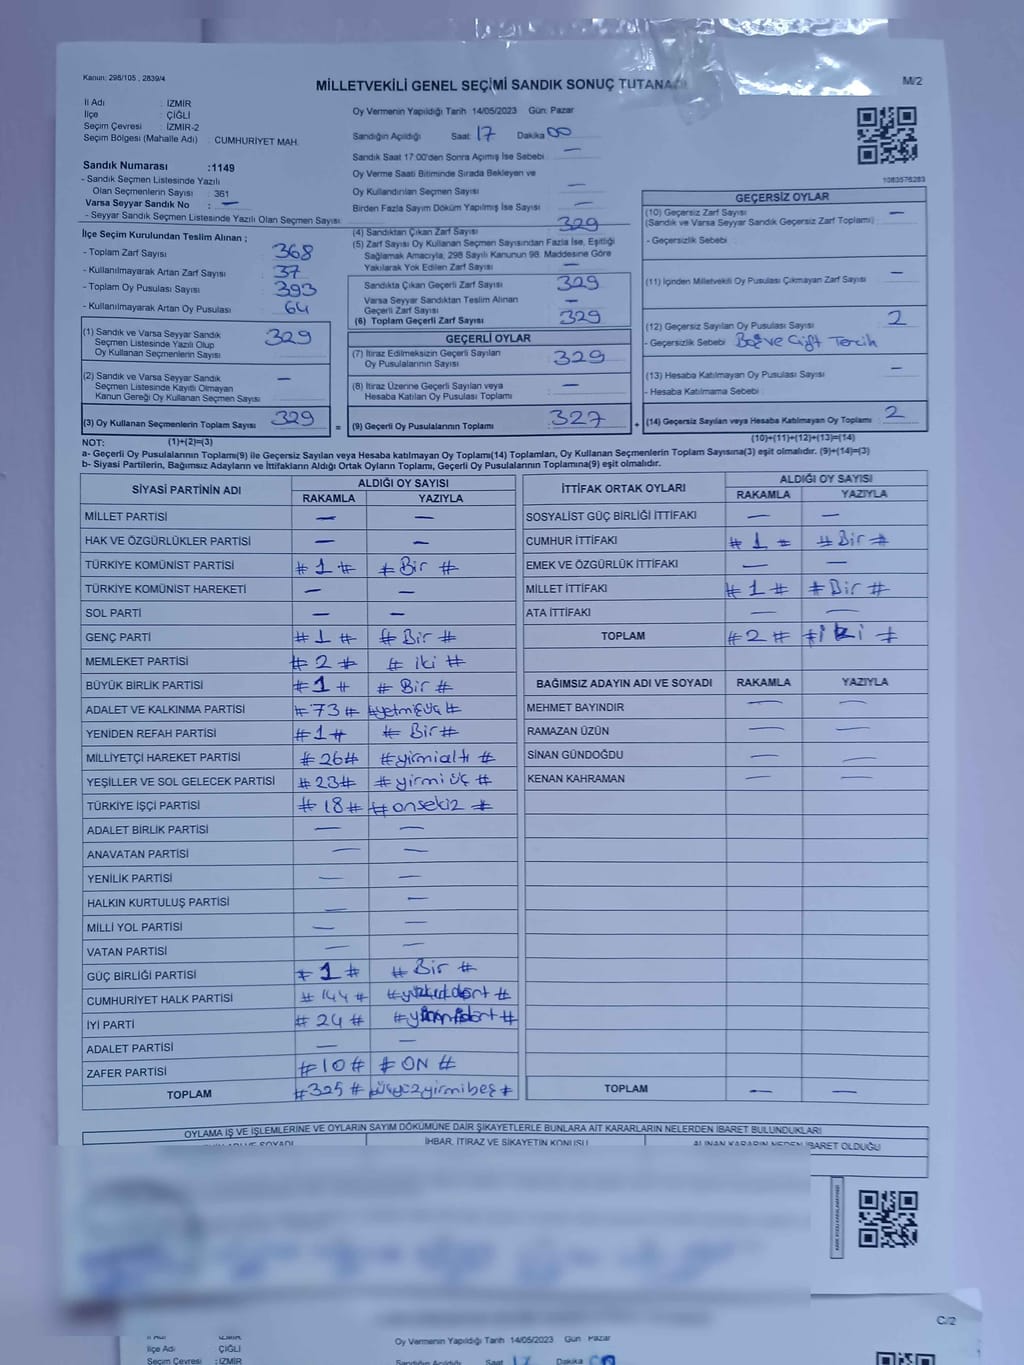 Kanun: 298/105 , 2839/4
MİLLETVEKİLİ GENEL SEÇİMİ SANDIK SONUÇ TUTANAĞI
M/2
İl Adı : İZMİR
İlçe : ÇİĞLİ
Seçim Çevresi : İZMİR-2
Seçim Bölgesi (Mahalle Adı) : CUMHURİYET MAH.
Oy Vermenin Yapıldığı Tarih 14/05/2023 Gün: Pazar
Sandığın Açıldığı Saat 17 Dakika 00
Sandık Saat 17:00'den Sonra Açımış İse Sebebi : —
Oy Verme Saati Bitiminde Sırada Bekleyen ve
Oy Kullandırılan Seçmen Sayısı —
Birden Fazla Sayım Döküm Yapılmış İse Sayısı —
1083576283
Sandık Numarası :1149
- Sandık Seçmen Listesinde Yazılı
Olan Seçmenlerin Sayısı : 361
Varsa Seyyar Sandık No : —
- Seyyar Sandık Seçmen Listesinde Yazılı Olan Seçmen Sayısı:
İlçe Seçim Kurulundan Teslim Alınan ;
- Toplam Zarf Sayısı : 368
- Kullanılmayarak Artan Zarf Sayısı : 37
- Toplam Oy Pusulası Sayısı : 393
- Kullanılmayarak Artan Oy Pusulası : 64
(1) Sandık ve Varsa Seyyar Sandık
Seçmen Listesinde Yazılı Olup
Oy Kullanan Seçmenlerin Sayısı
329
(2) Sandık ve Varsa Seyyar Sandık
Seçmen Listesinde Kayıtlı Olmayan
Kanun Gereği Oy Kullanan Seçmen Sayısı
—
(3) Oy Kullanan Seçmenlerin Toplam Sayısı 329 =
(4) Sandıktan Çıkan Zarf Sayısı : 329
(5) Zarf Sayısı Oy Kullanan Seçmen Sayısından Fazla İse, Eşitliği
Sağlamak Amacıyla; 298 Sayılı Kanunun 98. Maddesine Göre
Yakılarak Yok Edilen Zarf Sayısı : —
Sandıkta Çıkan Geçerli Zarf Sayısı : 329
Varsa Seyyar Sandıktan Teslim Alınan
Geçerli Zarf Sayısı : —
(6) Toplam Geçerli Zarf Sayısı : 329
GEÇERLİ OYLAR
(7) İtiraz Edilmeksizin Geçerli Sayılan
Oy Pusulalarının Sayısı : 329
(8) İtiraz Üzerine Geçerli Sayılan veya
Hesaba Katılan Oy Pusulası Toplamı : —
(9) Geçerli Oy Pusulalarının Toplamı : 327 +
GEÇERSİZ OYLAR
(10) Geçersiz Zarf Sayısı —
(Sandık ve Varsa Seyyar Sandık Geçersiz Zarf Toplamı) :
- Geçersizlik Sebebi :
(11) İçinden Milletvekili Oy Pusulası Çıkmayan Zarf Sayısı : —
(12) Geçersiz Sayılan Oy Pusulası Sayısı : 2
- Geçersizlik Sebebi Boş ve Çift Tercih
(13) Hesaba Katılmayan Oy Pusulası Sayısı : —
- Hesaba Katılmama Sebebi :
(14) Geçersiz Sayılan veya Hesaba Katılmayan Oy Toplamı : 2
NOT: (1)+(2)=(3) (10)+(11)+(12)+(13)=(14)
a- Geçerli Oy Pusulalarının Toplamı(9) ile Geçersiz Sayılan veya Hesaba katılmayan Oy Toplamı(14) Toplamları, Oy Kullanan Seçmenlerin Toplam Sayısına(3) eşit olmalıdır. (9)+(14)=(3)
b- Siyasi Partilerin, Bağımsız Adayların ve İttifakların Aldığı Ortak Oyların Toplamı, Geçerli Oy Pusulalarının Toplamına(9) eşit olmalıdır.
SİYASİ PARTİNİN ADI ALDIĞI OY SAYISI
RAKAMLA YAZIYLA
MİLLET PARTİSİ — —
HAK VE ÖZGÜRLÜKLER PARTİSİ — —
TÜRKİYE KOMÜNİST PARTİSİ # 1 # # Bir #
TÜRKİYE KOMÜNİST HAREKETİ — —
SOL PARTİ — —
GENÇ PARTİ # 1 # # Bir #
MEMLEKET PARTİSİ # 2 # # iki #
BÜYÜK BİRLİK PARTİSİ # 1 # # Bir #
ADALET VE KALKINMA PARTİSİ # 73 # #yetmişüç#
YENİDEN REFAH PARTİSİ # 1 # # Bir #
MİLLİYETÇİ HAREKET PARTİSİ # 26 # #yirmialtı #
YEŞİLLER VE SOL GELECEK PARTİSİ # 23 # #yirmi üç #
TÜRKİYE İŞÇİ PARTİSİ # 18 # #onsekiz #
ADALET BİRLİK PARTİSİ — —
ANAVATAN PARTİSİ — —
YENİLİK PARTİSİ — —
HALKIN KURTULUŞ PARTİSİ — —
MİLLİ YOL PARTİSİ — —
VATAN PARTİSİ — —
GÜÇ BİRLİĞİ PARTİSİ # 1 # # Bir #
CUMHURİYET HALK PARTİSİ # 144 #
İYİ PARTİ # 24 #
ADALET PARTİSİ — —
ZAFER PARTİSİ # 10 # # ON #
TOPLAM # 325 # üçyüzyirmibeş #
İTTİFAK ORTAK OYLARI ALDIĞI OY SAYISI
RAKAMLA YAZIYLA
SOSYALİST GÜÇ BİRLİĞİ İTTİFAKI — —
CUMHUR İTTİFAKI # 1 # # Bir #
EMEK VE ÖZGÜRLÜK İTTİFAKI — —
MİLLET İTTİFAKI # 1 # # Bir #
ATA İTTİFAKI — —
TOPLAM # 2 # # iki #
BAĞIMSIZ ADAYIN ADI VE SOYADI RAKAMLA YAZIYLA
MEHMET BAYINDIR — —
RAMAZAN ÜZÜN — —
SİNAN GÜNDOĞDU — —
KENAN KAHRAMAN — —
TOPLAM — —
OYLAMA İŞ VE İŞLEMLERİNE VE OYLARIN SAYIM DÖKÜMÜNE DAİR ŞİKAYETLERLE BUNLARA AİT KARARLARIN NELERDEN İBARET BULUNDUKLARI
İHBAR, İTİRAZ VE ŞİKAYETİN KONUSU ALINAN KARARIN NEDEN İBARET OLDUĞU
C/2
İl Adı : İZMİR
İlçe Adı : ÇİĞLİ
Seçim Çevresi : İZMİR
Oy Vermenin Yapıldığı Tarih 14/05/2023 Gün Pazar
Sandığın Açıldığı Saat 17 Dakika 00